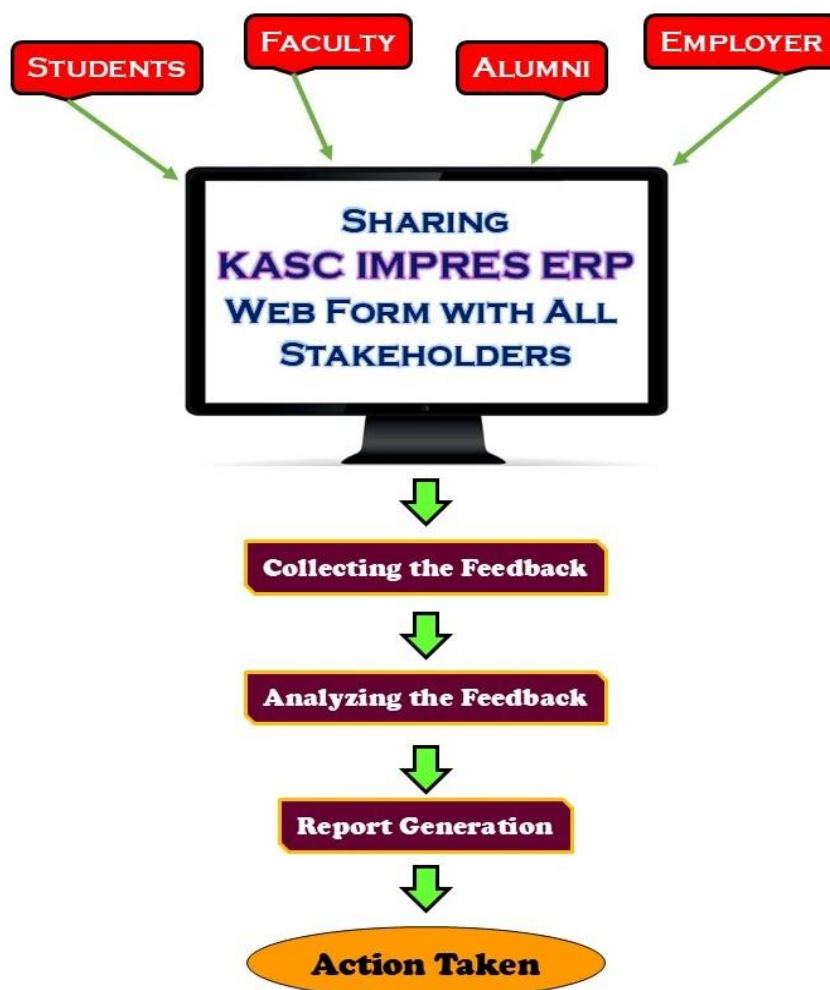 STUDENTS
FACULTY
ALUMNI
EMPLOYER
SHARING
KASC IMPRES ERP
WEB FORM WITH ALL
STAKEHOLDERS
Collecting the Feedback
Analyzing the Feedback
Report Generation
Action Taken